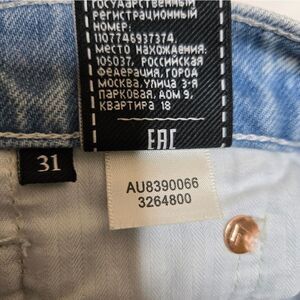 ГОСУДАРСТВЕННЫЙ
РЕГИСТРАЦИОННЫЙ
НОМЕР:
1107746937374,
МЕСТО НАХОЖДЕНИЯ:
105037, РОССИЙСКАЯ
ФЕДЕРАЦИЯ, ГОРОД
МОСКВА, УЛИЦА 3-Я
ПАРКОВАЯ, ДОМ 9,
КВАРТИРА 18
EAC
31
AU8390066
3264800